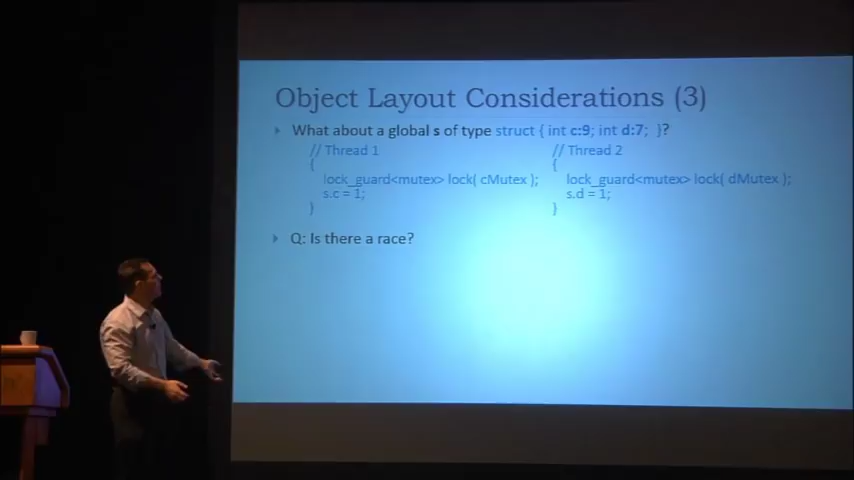 Object Layout Considerations (3)
What about a global s of type struct { int c:9; int d:7; }?
// Thread 1
{
lock_guard<mutex> lock( cMutex );
s.c = 1;
}
// Thread 2
{
lock_guard<mutex> lock( dMutex );
s.d = 1;
}
Q: Is there a race?